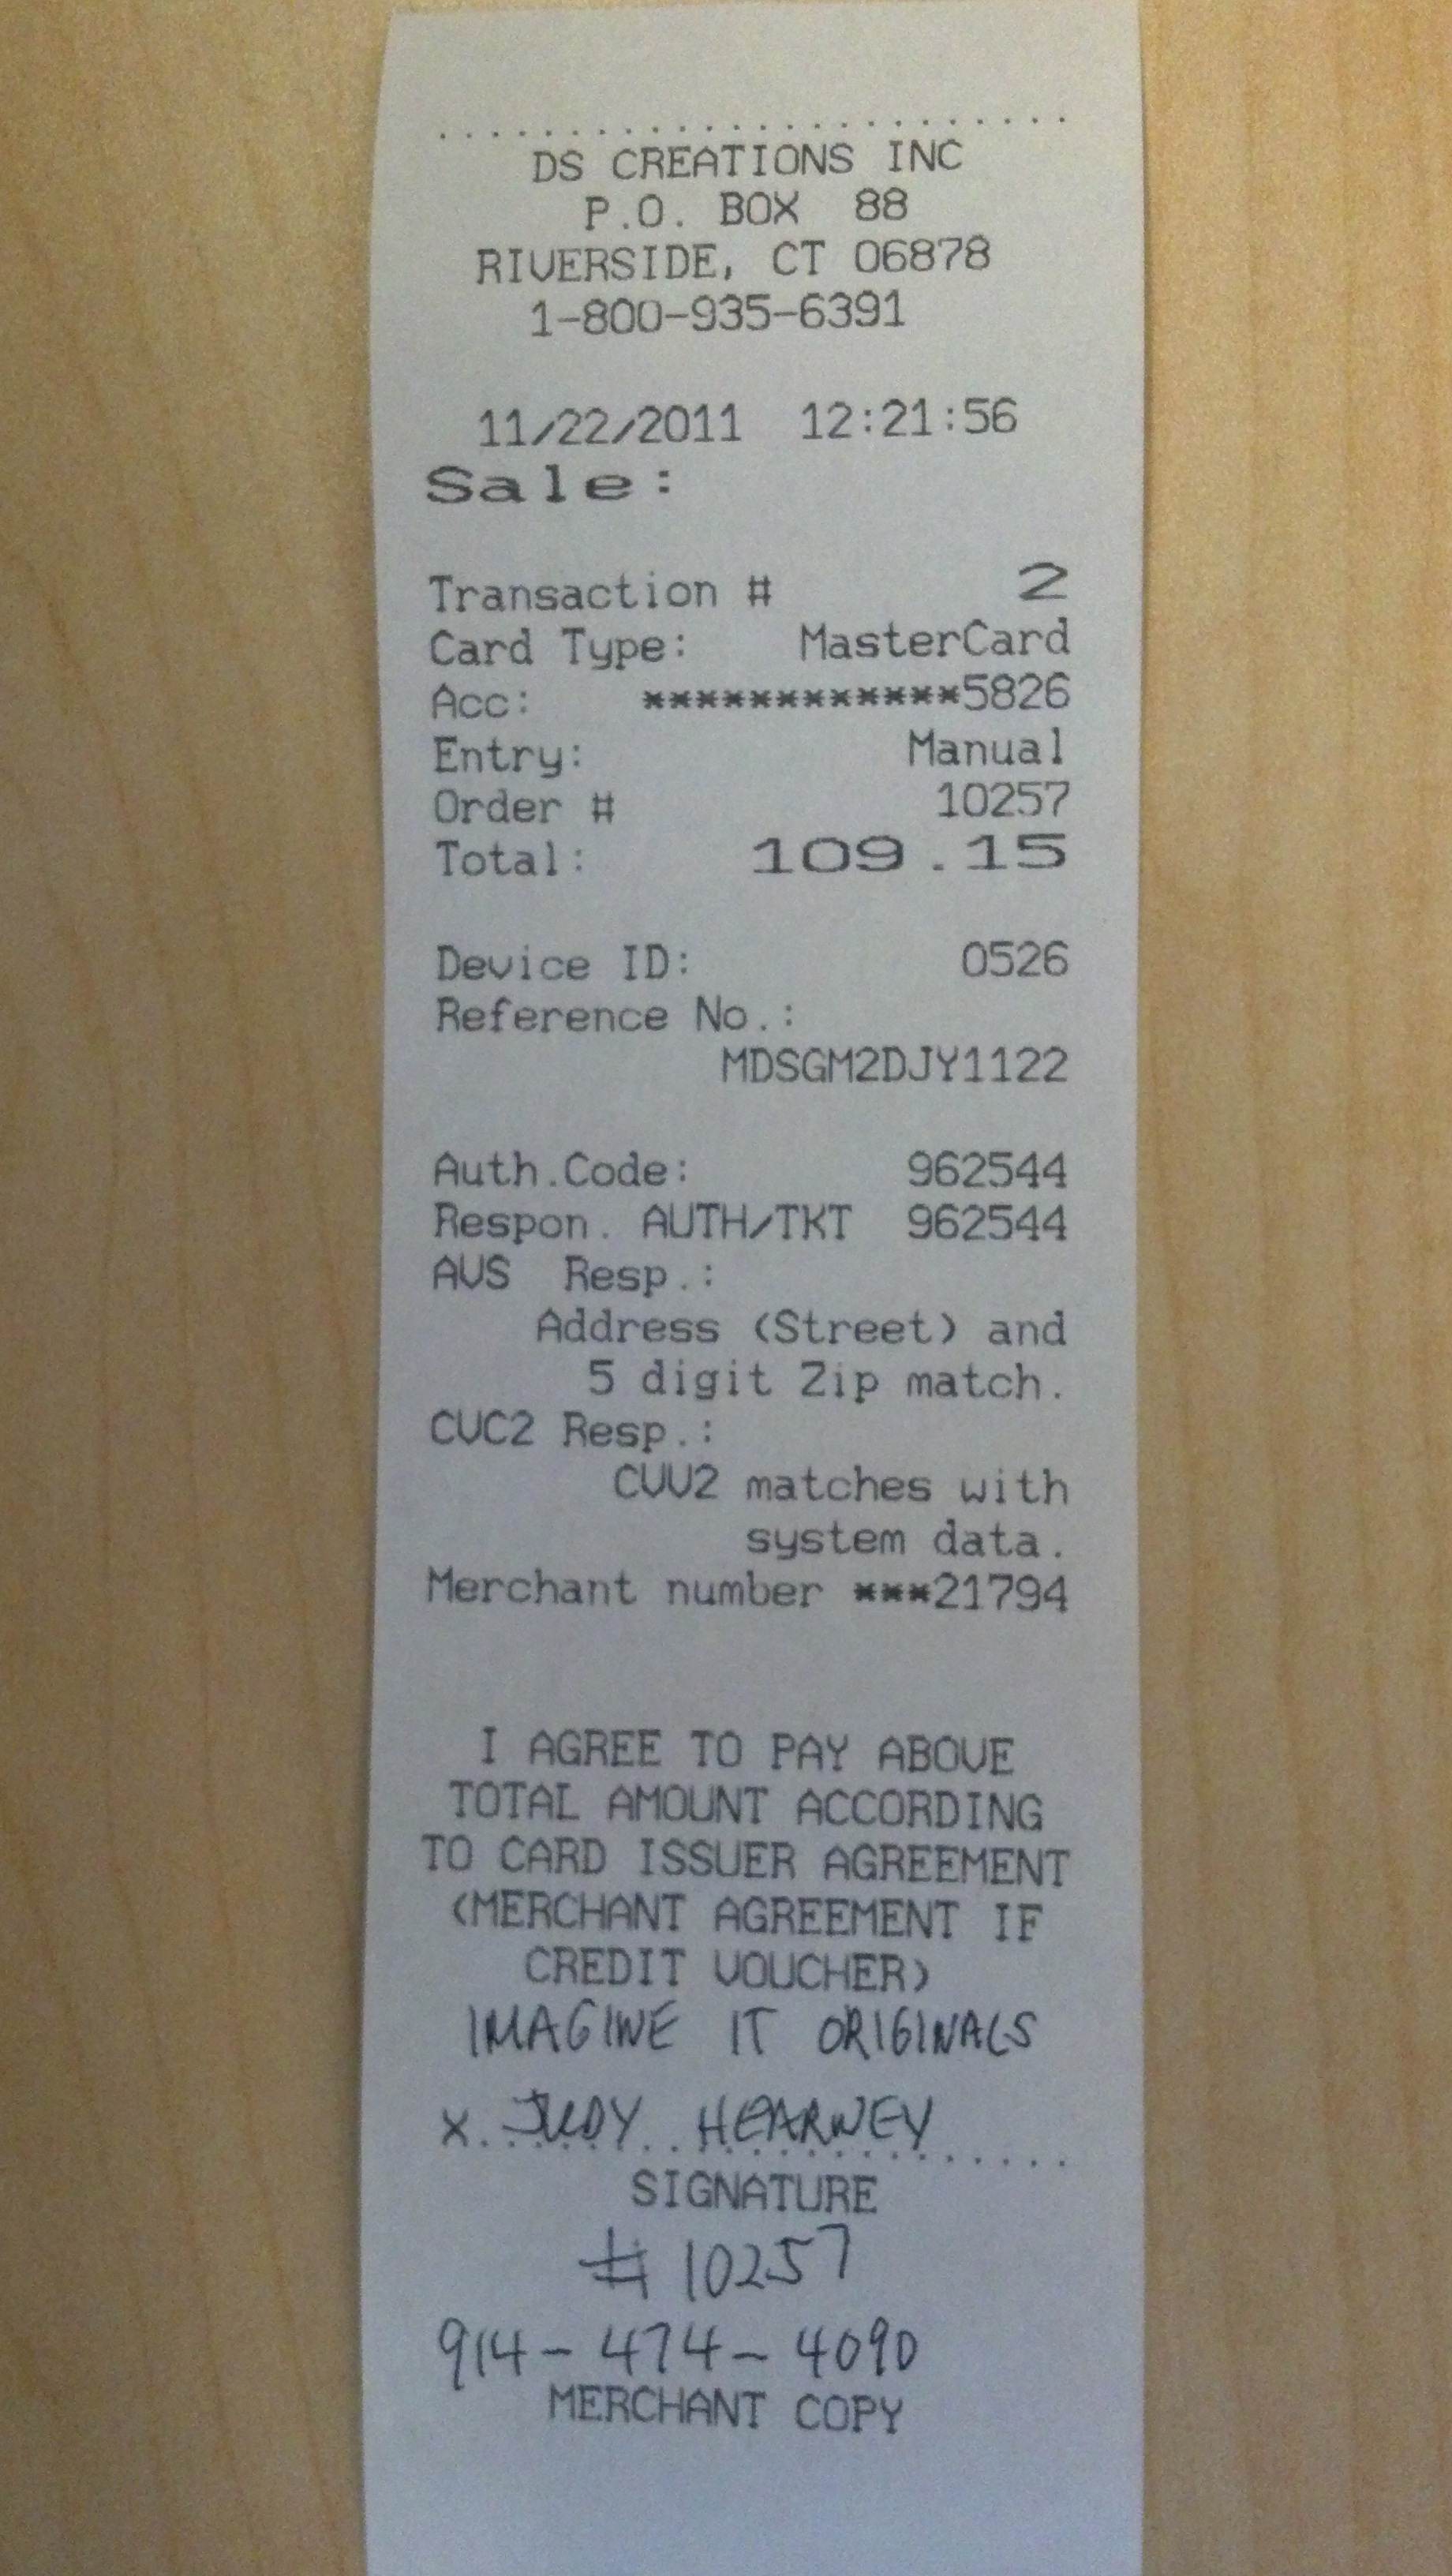 DS CREATIONS INC
P.O. BOX 88
RIVERSIDE, CT 06878
1-800-935-6391
11/22/2011 12:21:56
Sale:
Transaction # 2
Card Type: MasterCard
Acc: ************5826
Entry: Manual
Order # 10257
Total: 109.15
Device ID: 0526
Reference No.:
MDSGM2DJY1122
Auth.Code: 962544
Respon. AUTH/TKT 962544
AVS Resp.:
Address (Street) and
5 digit Zip match.
CVC2 Resp.:
CVV2 matches with
system data.
Merchant number ***21794
I AGREE TO PAY ABOVE
TOTAL AMOUNT ACCORDING
TO CARD ISSUER AGREEMENT
(MERCHANT AGREEMENT IF
CREDIT VOUCHER)
IMAGINE IT ORIGINALS
X JUDY HEARNEY
SIGNATURE
# 10257
914-474-4090
MERCHANT COPY